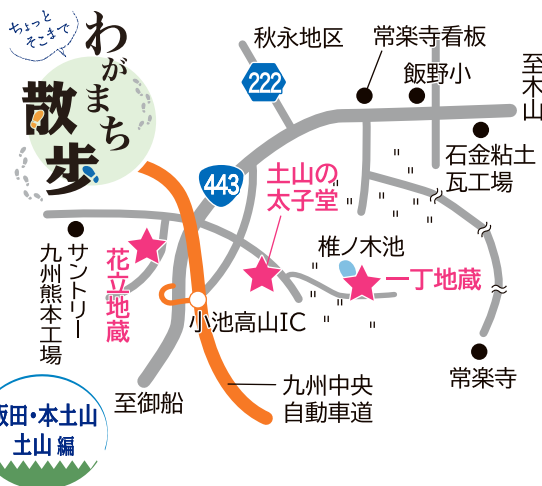 ちょっと
そこまで
わがまち
散歩
秋永地区
常楽寺看板
飯野小
至木山
222
443
石金粘土
瓦工場
土山の
太子堂
椎ノ木池
一丁地蔵
花立地蔵
サントリー
九州熊本工場
小池高山IC
常楽寺
至御船
九州中央
自動車道
飯田・本土山
土山 編